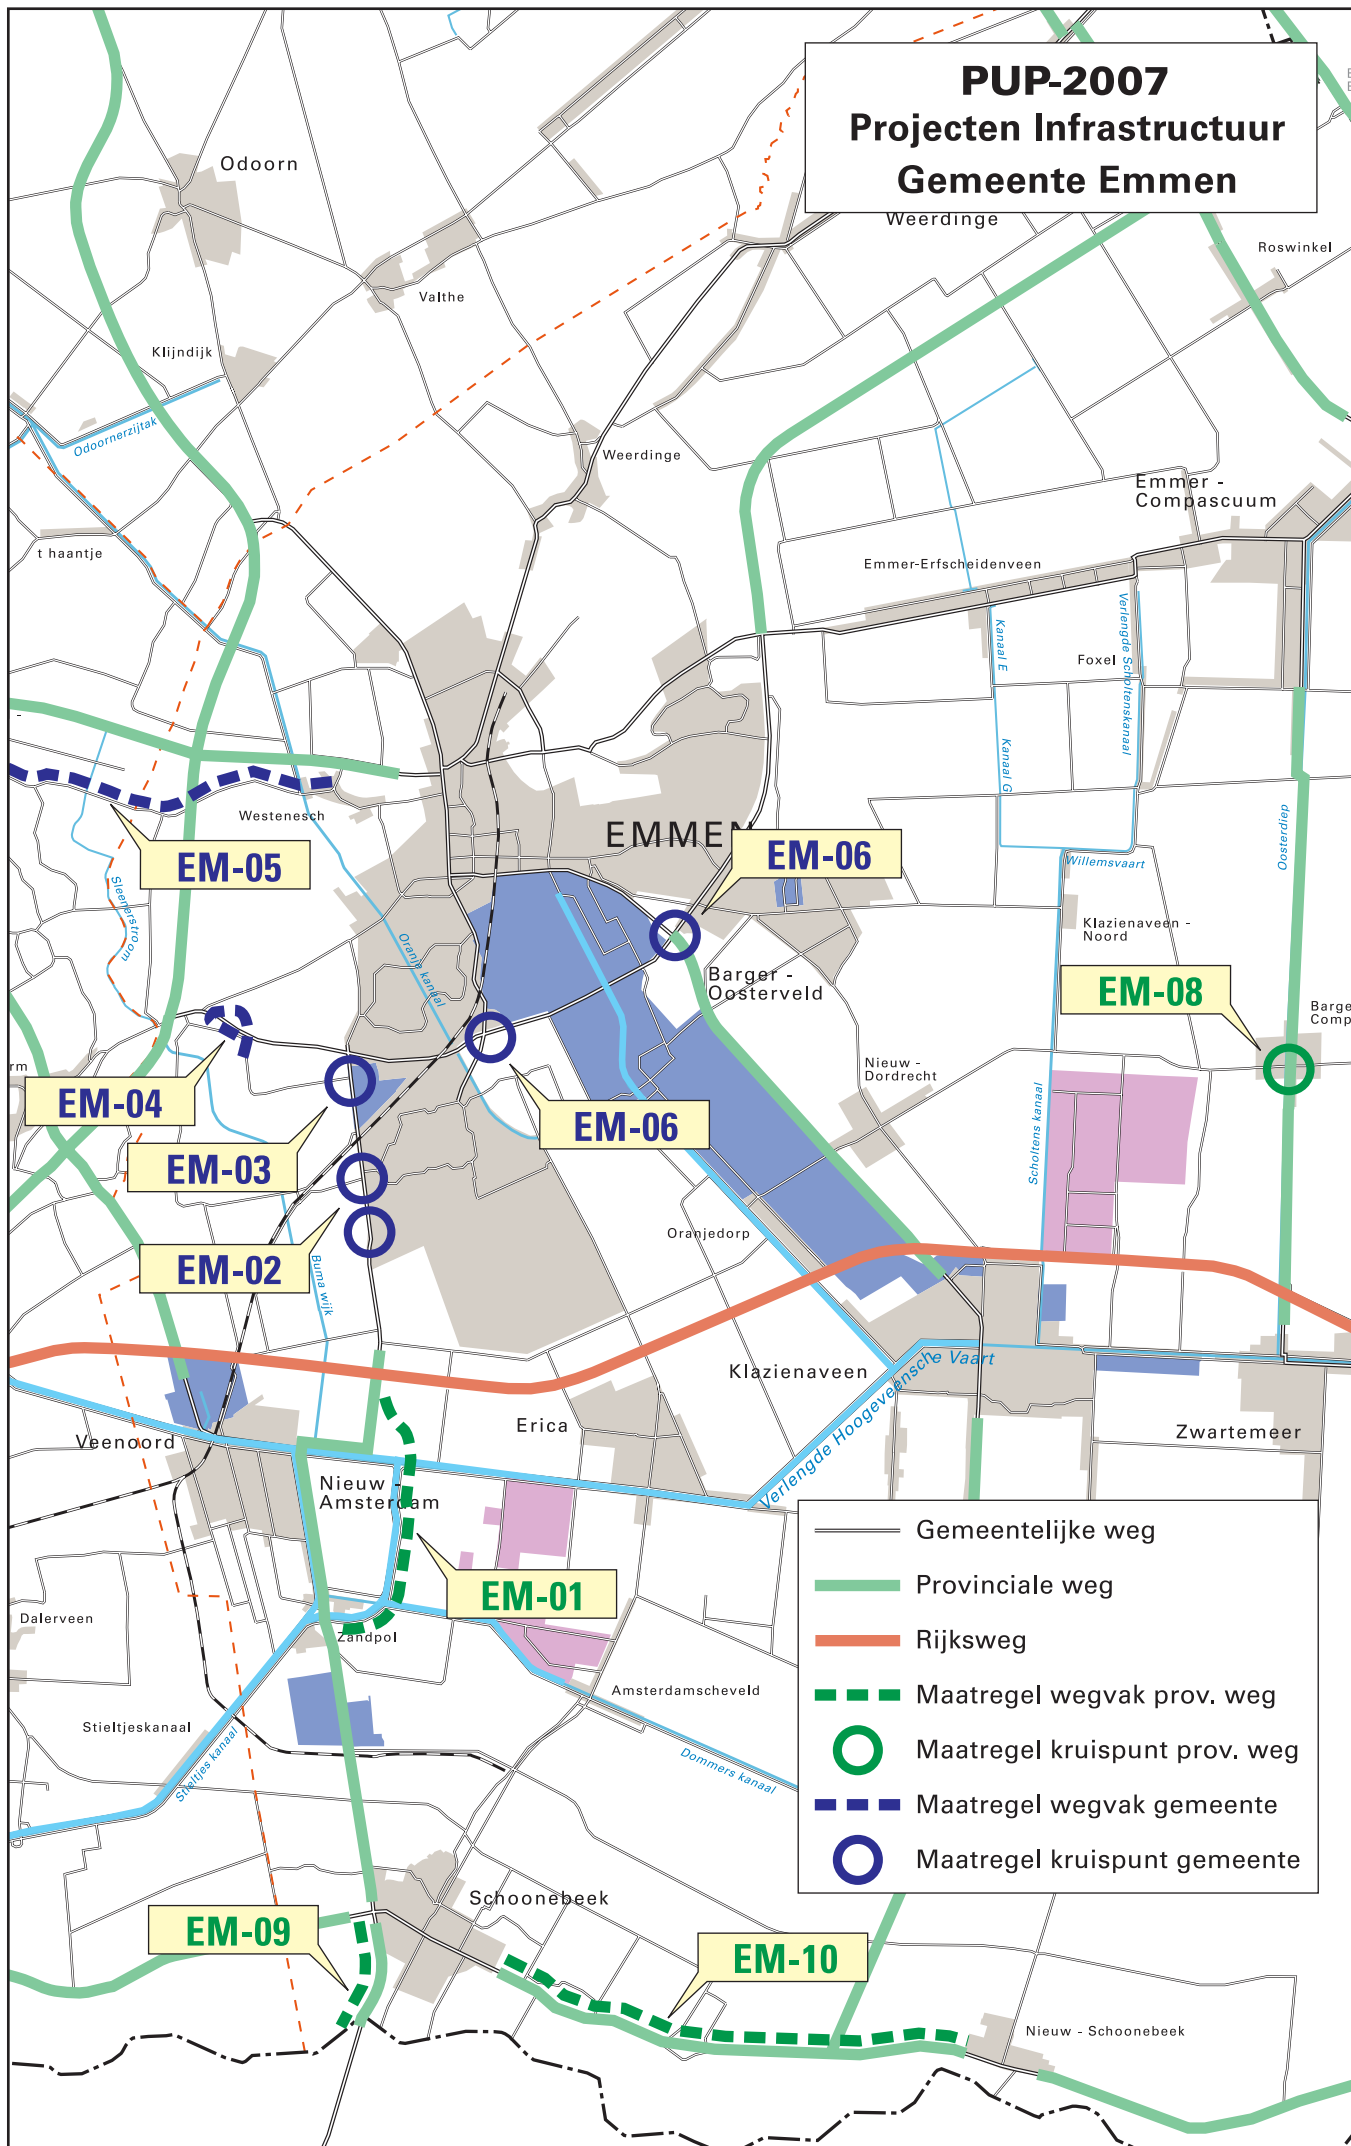 PUP-2007
Projecten Infrastructuur
Gemeente Emmen
Weerdinge
Odoorn
Roswinkel
Valthe
Klijndijk
Odoornerzijtak
Weerdinge
Emmer -
Compascuum
t haantje
Emmer-Erfscheidenveen
Kanaal E
Verlengde Scholtenskanaal
Foxel
Kanaal G
Westenesch
EMMEN
EM-06
EM-05
Willemsvaart
Oosterdiep
Sleenerstroom
Oranje kanaal
Klazienaveen -
Noord
Barger -
Oosterveld
EM-08
Barge
Comp
rm
EM-04
Nieuw -
Dordrecht
EM-06
EM-03
Scholtens kanaal
Oranjedorp
EM-02
Buma wijk
Klazienaveen
Verlengde Hoogeveensche Vaart
Erica
Veenoord
Zwartemeer
Nieuw -
Amsterdam
EM-01
Dalerveen
Zandpol
Amsterdamscheveld
Stieltjeskanaal
Stieltjes kanaal
Dommers kanaal
Gemeentelijke weg
Provinciale weg
Rijksweg
Maatregel wegvak prov. weg
Maatregel kruispunt prov. weg
Maatregel wegvak gemeente
Maatregel kruispunt gemeente
Schoonebeek
EM-09
EM-10
Nieuw - Schoonebeek